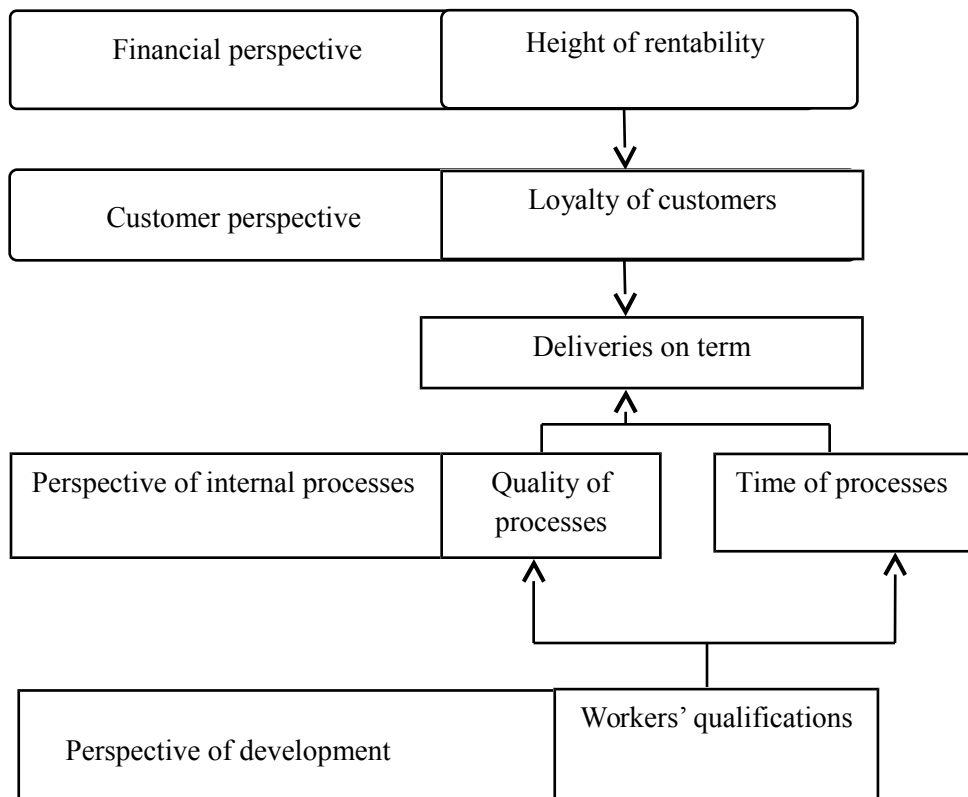 Financial perspective
Height of rentability
Customer perspective
Loyalty of customers
Deliveries on term
Perspective of internal processes
Quality of
processes
Time of processes
Perspective of development
Workers’ qualifications